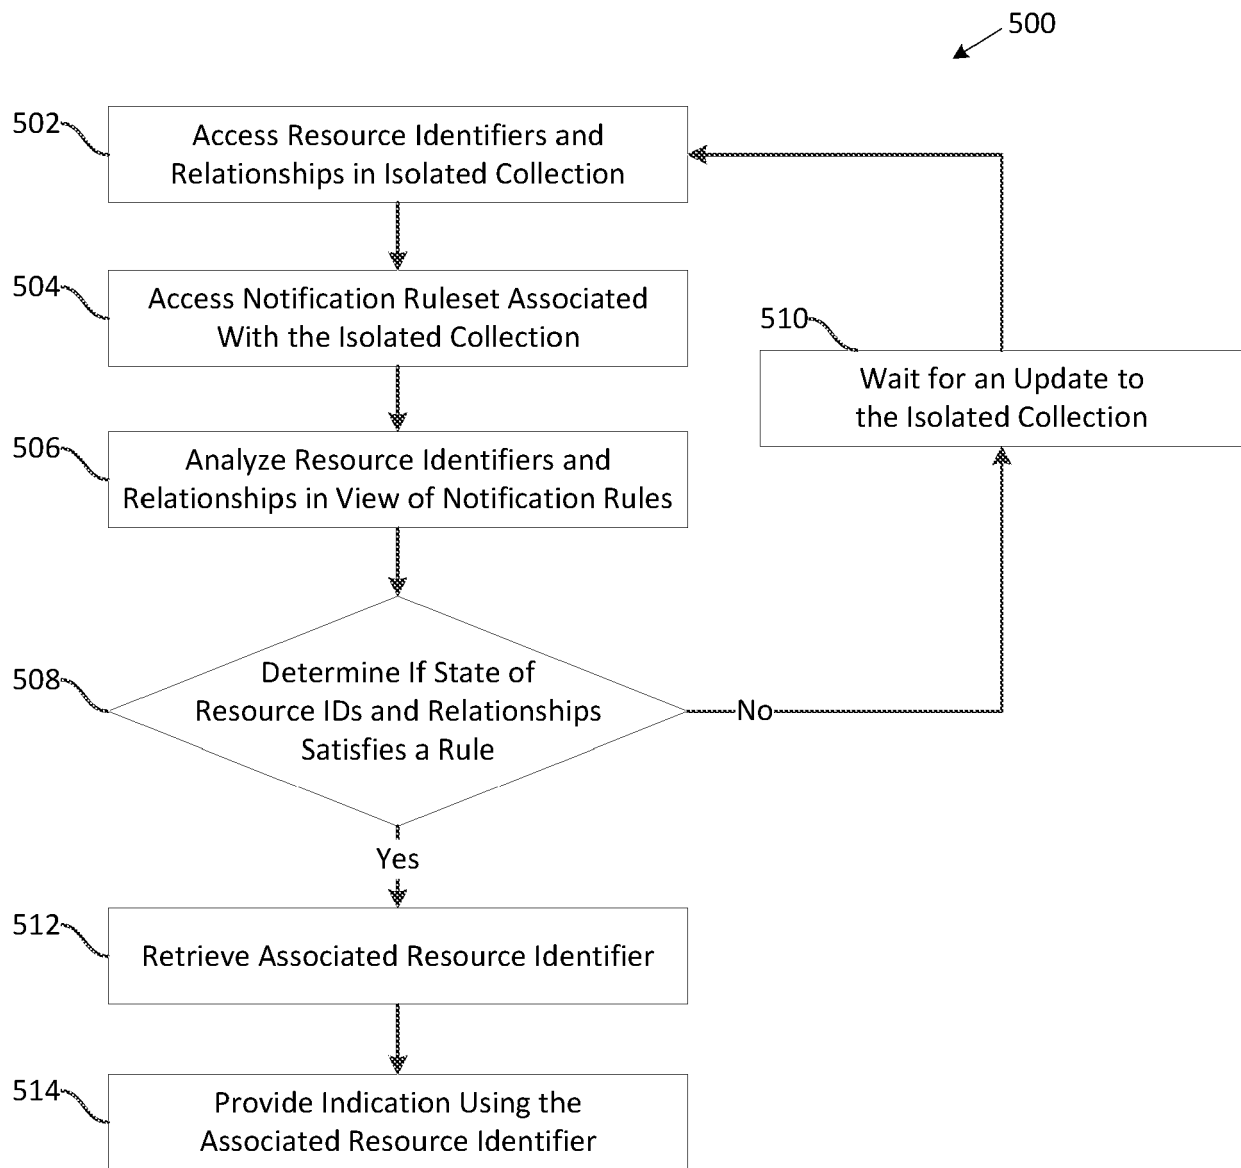 500
502
Access Resource Identifiers and
Relationships in Isolated Collection
504
Access Notification Ruleset Associated
With the Isolated Collection
510
Wait for an Update to
the Isolated Collection
506
Analyze Resource Identifiers and
Relationships in View of Notification Rules
508
Determine If State of
Resource IDs and Relationships
Satisfies a Rule
No
Yes
512
Retrieve Associated Resource Identifier
514
Provide Indication Using the
Associated Resource Identifier